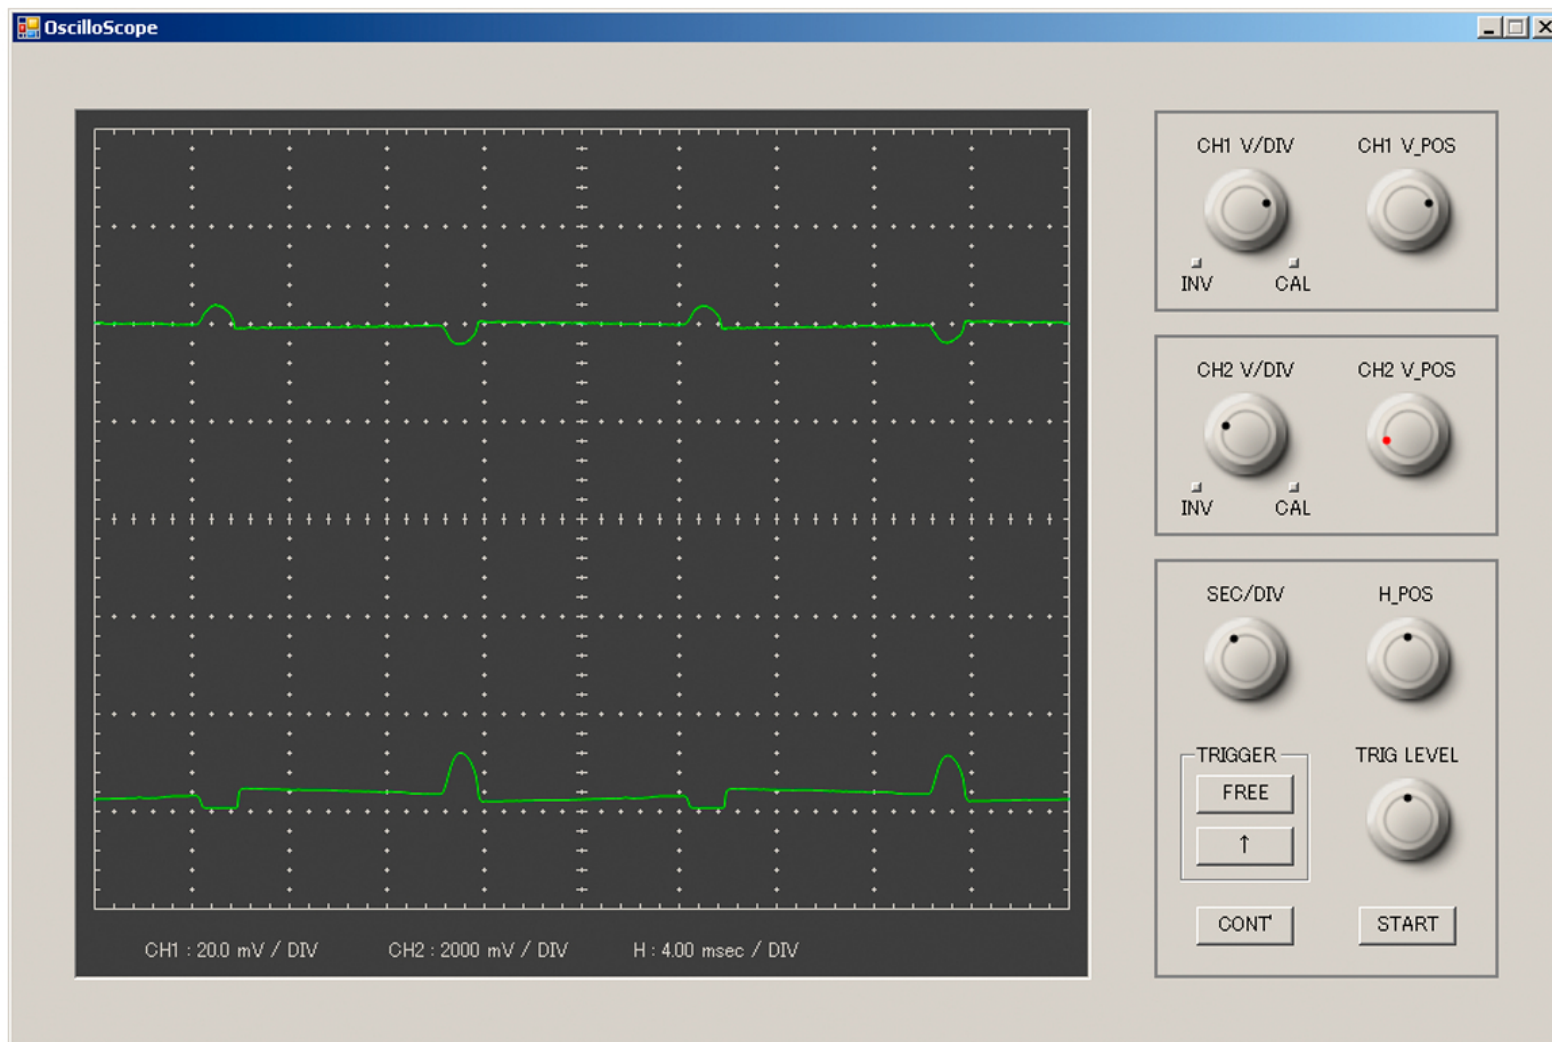 OscilloScope
CH1 V/DIV
CH1 V_POS
INV
CAL
CH2 V/DIV
CH2 V_POS
INV
CAL
SEC/DIV
H_POS
TRIGGER
FREE
↑
TRIG LEVEL
CONT'
START
CH1 : 20.0 mV / DIV
CH2 : 2000 mV / DIV
H : 4.00 msec / DIV